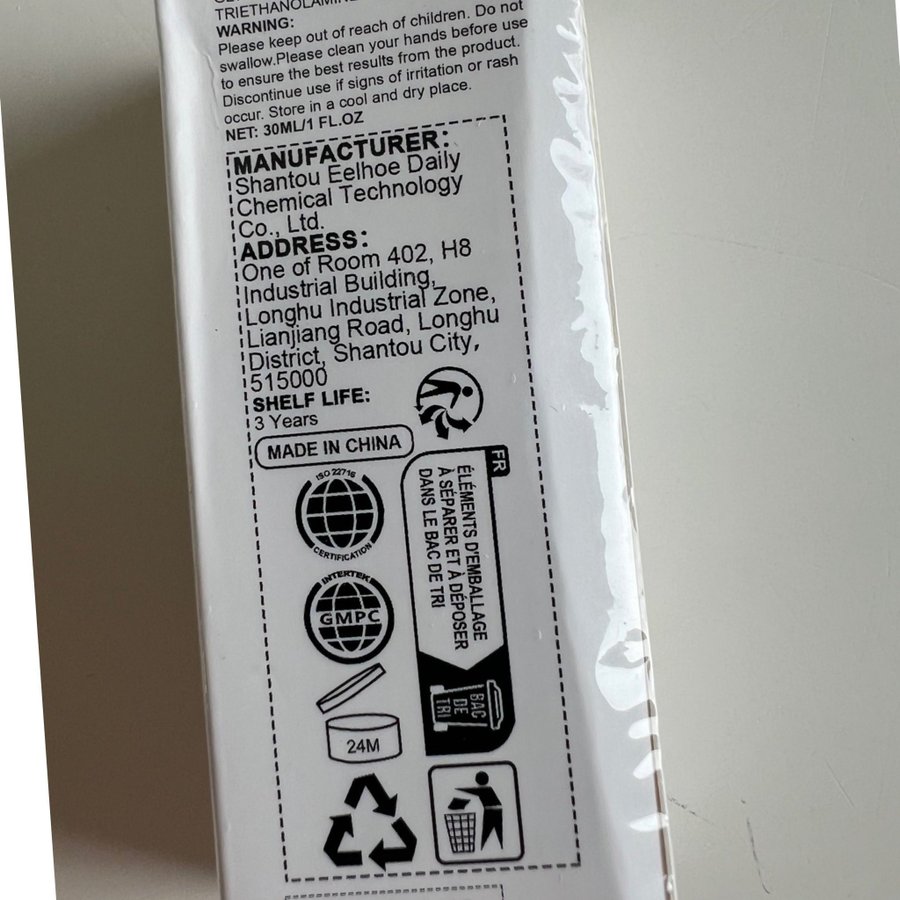 TRIETHANOLAMINE
WARNING:
Please keep out of reach of children. Do not
swallow.Please clean your hands before use
to ensure the best results from the product.
Discontinue use if signs of irritation or rash
occur. Store in a cool and dry place.
NET: 30ML/1 FL.OZ
MANUFACTURER:
Shantou Eelhoe Daily
Chemical Technology
Co., Ltd.
ADDRESS:
One of Room 402, H8
Industrial Building,
Longhu Industrial Zone,
Lianjiang Road, Longhu
District, Shantou City,
515000
SHELF LIFE:
3 Years
MADE IN CHINA
ISO 22716
CERTIFICATION
INTERTEK
GMPC
24M
FR
ÉLÉMENTS D'EMBALLAGE
À SÉPARER ET À DÉPOSER
DANS LE BAC DE TRI
BAC
DE
TRI